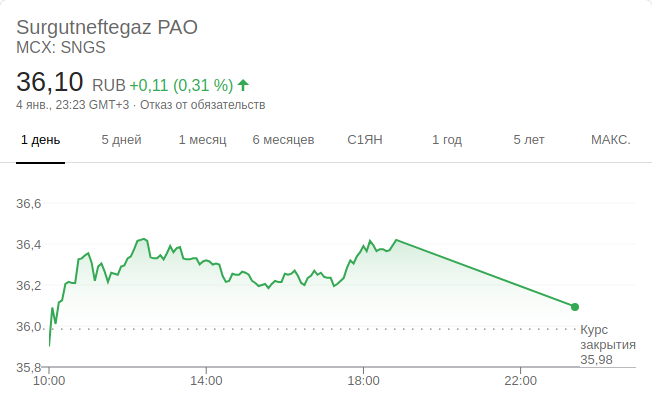 Surgutneftegaz PAO
MCX: SNGS
36,10 RUB +0,11 (0,31 %)
4 янв., 23:23 GMT+3 · Отказ от обязательств
1 день 5 дней 1 месяц 6 месяцев С1ЯН 1 год 5 лет МАКС.
36,6
36,4
36,2
36,0
Курс
закрытия
35,98
35,8
10:00 14:00 18:00 22:00